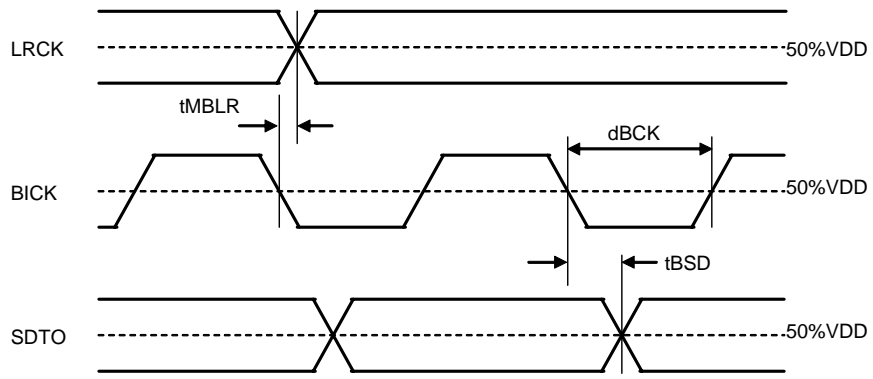 LRCK
50%VDD
tMBLR
dBCK
BICK
50%VDD
tBSD
SDTO
50%VDD